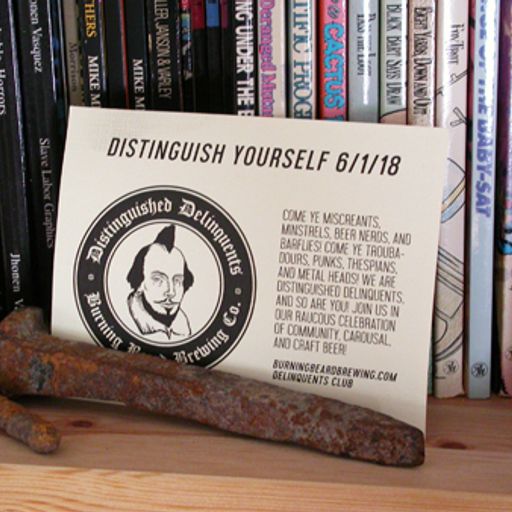 DISTINGUISH YOURSELF 6/1/18
Distinguished Delinquents
Burning Beard Brewing Co.
COME YE MISCREANTS,
MINSTRELS, BEER NERDS, AND
BARFLIES! COME YE TROUBA-
DOURS, PUNKS, THESPIANS,
AND METAL HEADS! WE ARE
DISTINGUISHED DELINQUENTS,
AND SO ARE YOU! JOIN US IN
OUR RAUCOUS CELEBRATION
OF COMMUNITY, CAROUSAL,
AND CRAFT BEER!
BURNINGBEARDBREWING.COM
DELINQUENTS CLUB
Jhonen Vasquez
Slave Labor Graphics
MIKE M
MIKE M
CACTUS